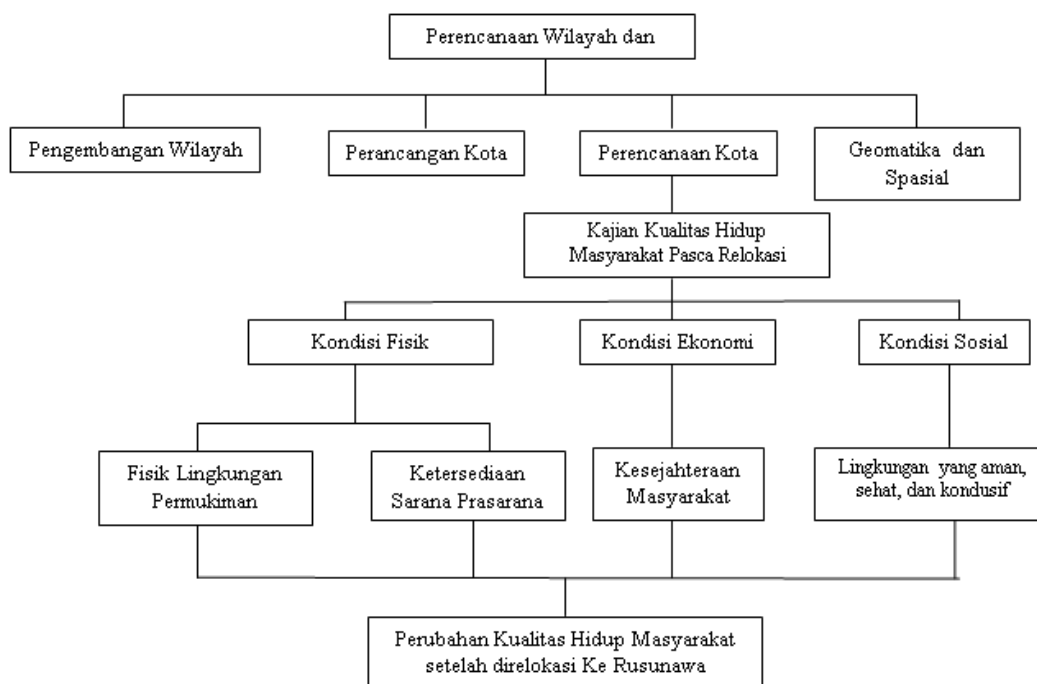 Perencanaan Wilayah dan
Pengembangan Wilayah
Perancangan Kota
Perencanaan Kota
Geomatika dan
Spasial
Kajian Kualitas Hidup
Masyarakat Pasca Relokasi
Kondisi Fisik
Kondisi Ekonomi
Kondisi Sosial
Fisik Lingkungan
Permukiman
Ketersediaan
Sarana Prasarana
Kesejahteraan
Masyarakat
Lingkungan yang aman,
sehat, dan kondusif
Perubahan Kualitas Hidup Masyarakat
setelah direlokasi Ke Rusunawa